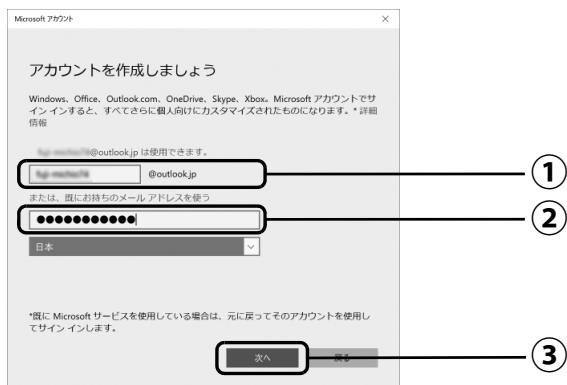 Microsoft アカウント
アカウントを作成しましょう
Windows、Office、Outlook.com、OneDrive、Skype、Xbox。Microsoft アカウントでサ
イン インすると、すべてさらに個人向けにカスタマイズされたものになります。* 詳細
情報
@outlook.jp は使用できます。
@outlook.jp
①
または、既にお持ちのメール アドレスを使う
●●●●●●●●●●●
②
日本
*既に Microsoft サービスを使用している場合は、元に戻ってそのアカウントを使用し
てサイン インします。
次へ
戻る
③